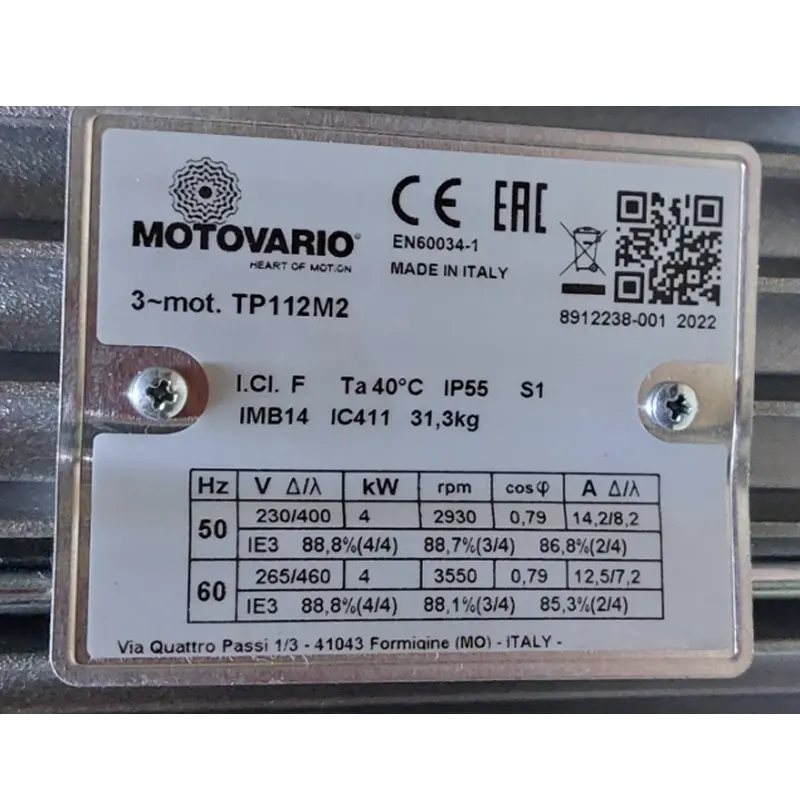 MOTOVARIO®
HEART OF MOTION
3~mot. TP112M2
CE EAC
EN60034-1
MADE IN ITALY
8912238-001 2022
I.Cl. F Ta 40°C IP55 S1
IMB14 IC411 31,3kg
Hz V Δ/λ kW rpm cosφ A Δ/λ
50 230/400 4 2930 0,79 14,2/8,2
IE3 88,8%(4/4) 88,7%(3/4) 86,8%(2/4)
60 265/460 4 3550 0,79 12,5/7,2
IE3 88,8%(4/4) 88,1%(3/4) 85,3%(2/4)
Via Quattro Passi 1/3 - 41043 Formigine (MO) - ITALY -